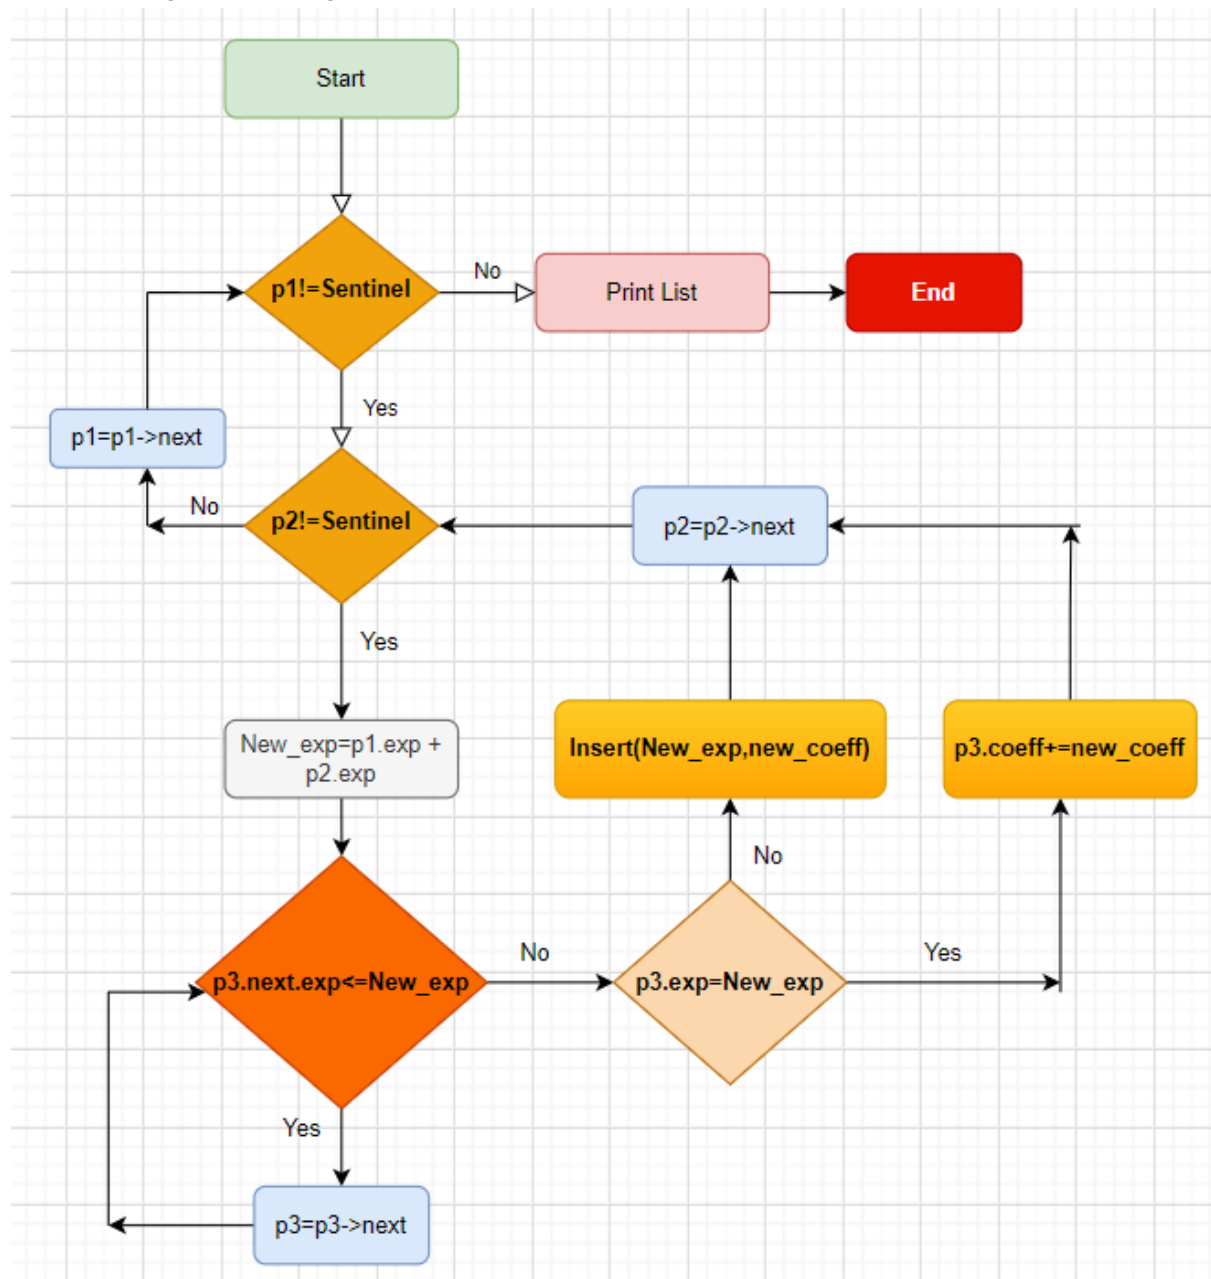 Start
p1!=Sentinel
No
Print List
End
Yes
p1=p1->next
No
p2!=Sentinel
p2=p2->next
Yes
New_exp=p1.exp +
p2.exp
Insert(New_exp,new_coeff)
p3.coeff+=new_coeff
No
p3.next.exp<=New_exp
No
p3.exp=New_exp
Yes
Yes
p3=p3->next